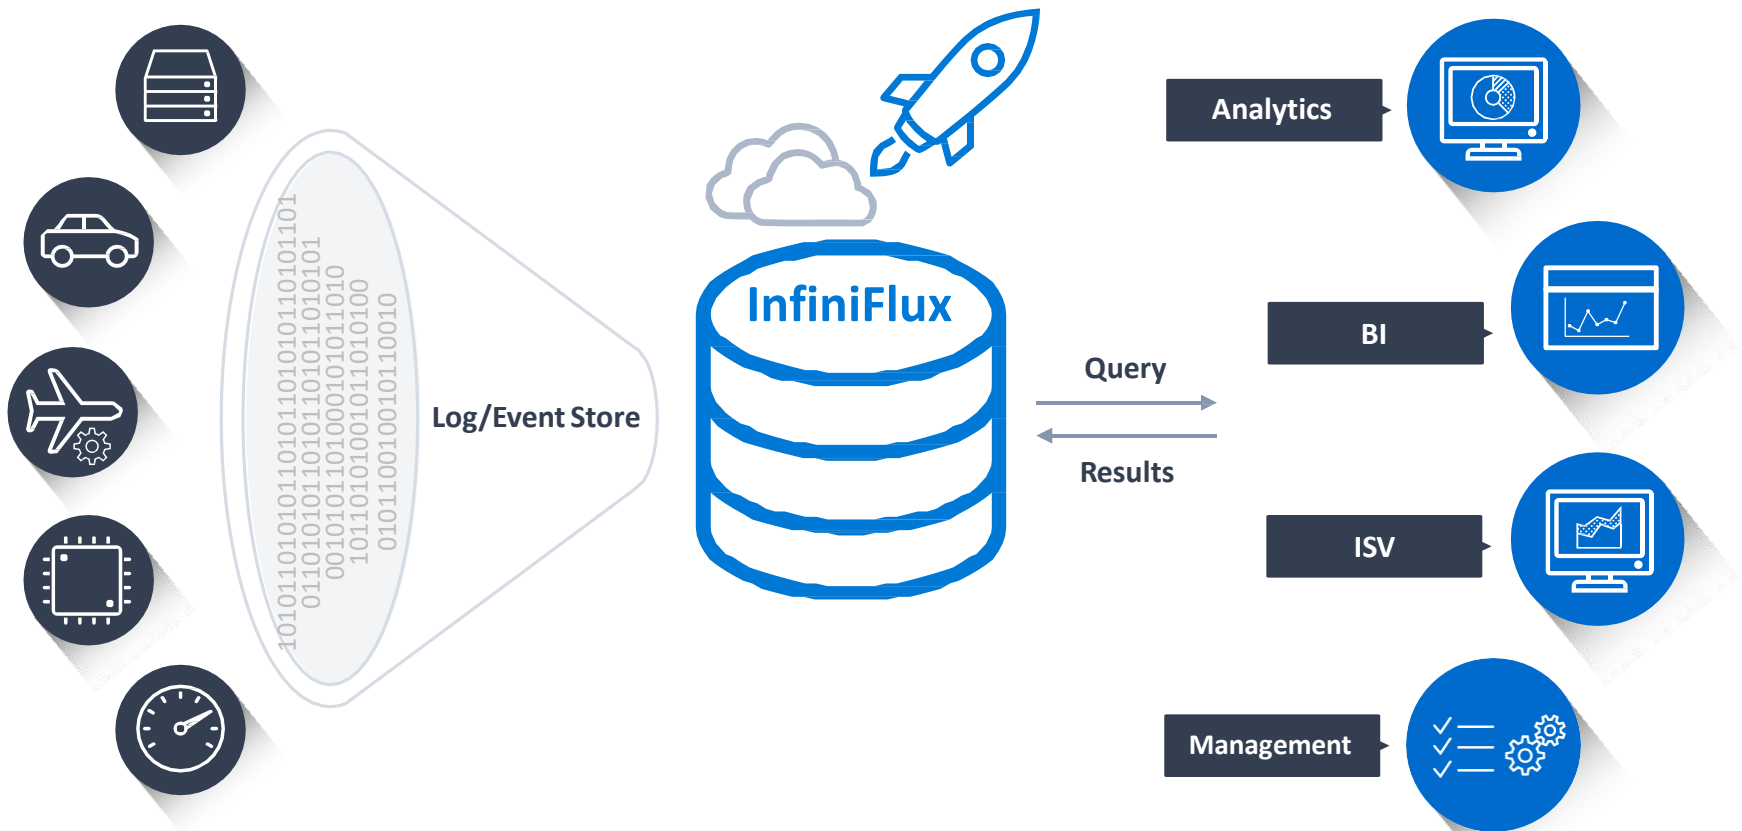 InfiniFlux
Log/Event Store
Query
Results
Analytics
BI
ISV
Management